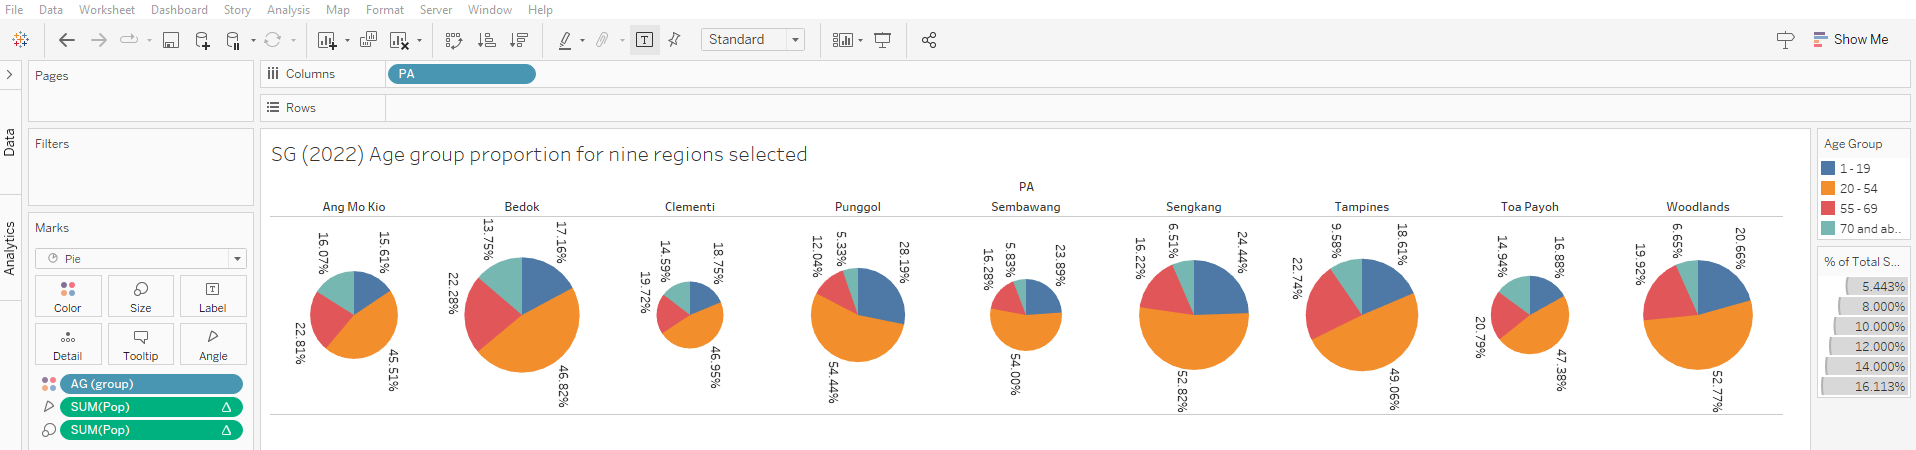 File Data Worksheet Dashboard Story Analysis Map Format Server Window Help
Standard
Show Me
Data
Analytics
Pages
Columns
PA
Rows
Filters
Marks
Pie
Color Size Label
Detail Tooltip Angle
AG (group)
SUM(Pop)
SUM(Pop)
SG (2022) Age group proportion for nine regions selected
PA
Ang Mo Kio Bedok Clementi Punggol Sembawang Sengkang Tampines Toa Payoh Woodlands
16.07% 15.61% 22.81% 45.51%
13.75% 17.16% 22.28% 46.82%
14.59% 18.75% 19.72% 46.95%
12.04% 5.33% 28.19% 54.44%
16.28% 5.83% 23.89% 54.00%
16.22% 6.51% 24.44% 52.82%
22.74% 9.58% 18.61% 49.06%
14.94% 16.88% 20.79% 47.38%
19.92% 6.65% 20.66% 52.77%
Age Group
1 - 19
20 - 54
55 - 69
70 and ab..
% of Total S...
5.443%
8.000%
10.000%
12.000%
14.000%
16.113%